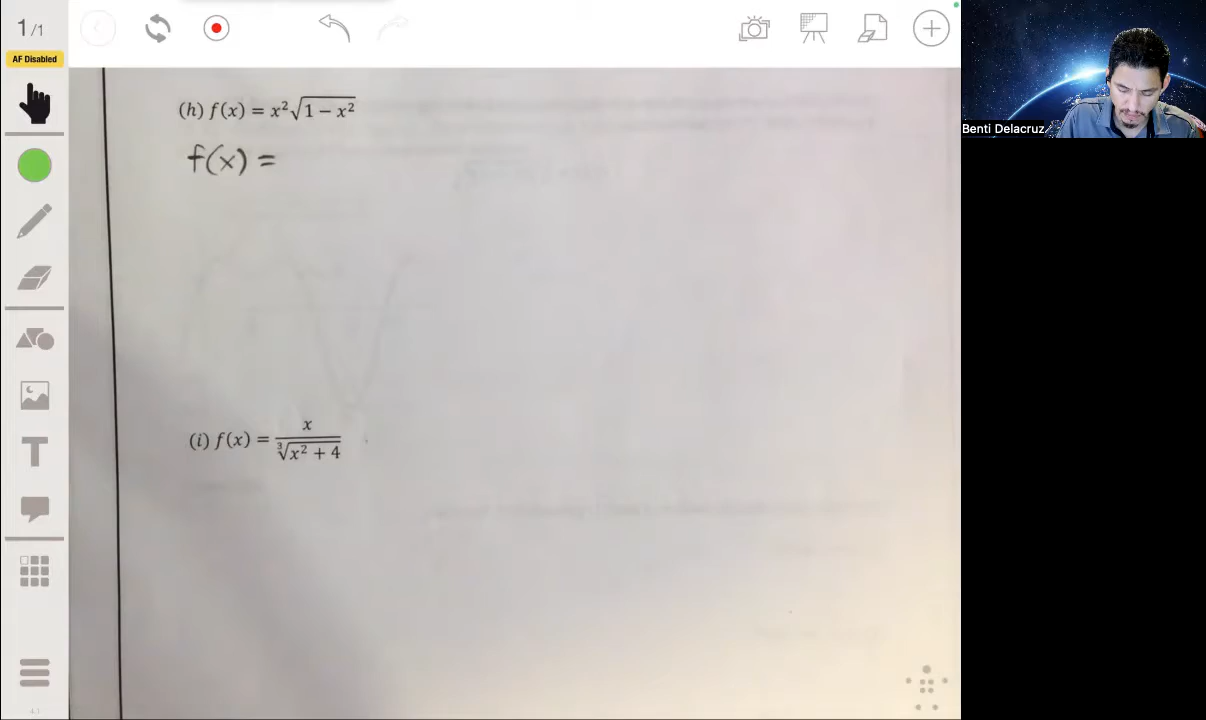 1/1
AF Disabled
(h) f(x) = x²√(1 − x²)
f(x) =
(i) f(x) = x / ∛(x² + 4)
T
Benti Delacruz